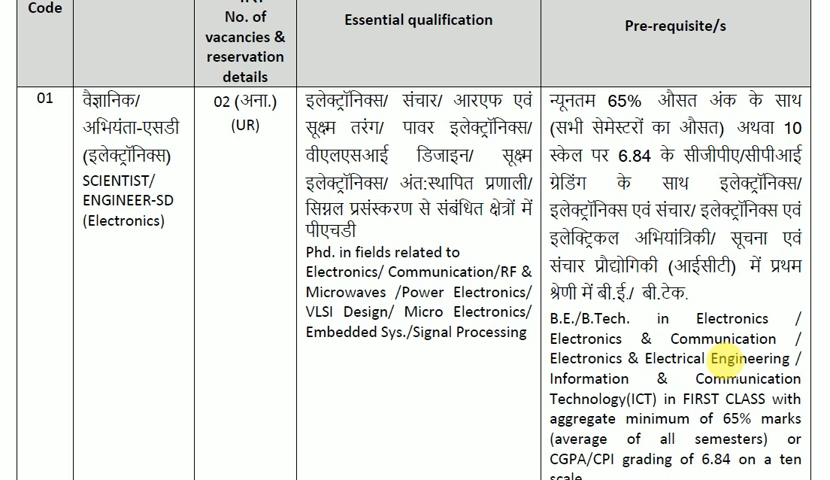 Code
No. of
vacancies &
reservation
details
Essential qualification
Pre-requisite/s
01
वैज्ञानिक/
अभियंता-एसडी
(इलेक्ट्रॉनिक्स)
SCIENTIST/
ENGINEER-SD
(Electronics)
02 (अना.)
(UR)
इलेक्ट्रॉनिक्स/ संचार/ आरएफ एवं
सूक्ष्म तरंग/ पावर इलेक्ट्रॉनिक्स/
वीएलएसआई डिजाइन/ सूक्ष्म
इलेक्ट्रॉनिक्स/ अंत:स्थापित प्रणाली/
सिग्नल प्रसंस्करण से संबंधित क्षेत्रों में
पीएचडी
Phd. in fields related to
Electronics/ Communication/RF &
Microwaves /Power Electronics/
VLSI Design/ Micro Electronics/
Embedded Sys./Signal Processing
न्यूनतम 65% औसत अंक के साथ
(सभी सेमेस्टरों का औसत) अथवा 10
स्केल पर 6.84 के सीजीपीए/सीपीआई
ग्रेडिंग के साथ इलेक्ट्रॉनिक्स/
इलेक्ट्रॉनिक्स एवं संचार/ इलेक्ट्रॉनिक्स एवं
इलेक्ट्रिकल अभियांत्रिकी/ सूचना एवं
संचार प्रौद्योगिकी (आईसीटी) में प्रथम
श्रेणी में बी.ई./ बी.टेक.
B.E./B.Tech. in Electronics /
Electronics & Communication /
Electronics & Electrical Engineering /
Information & Communication
Technology(ICT) in FIRST CLASS with
aggregate minimum of 65% marks
(average of all semesters) or
CGPA/CPI grading of 6.84 on a ten
scale